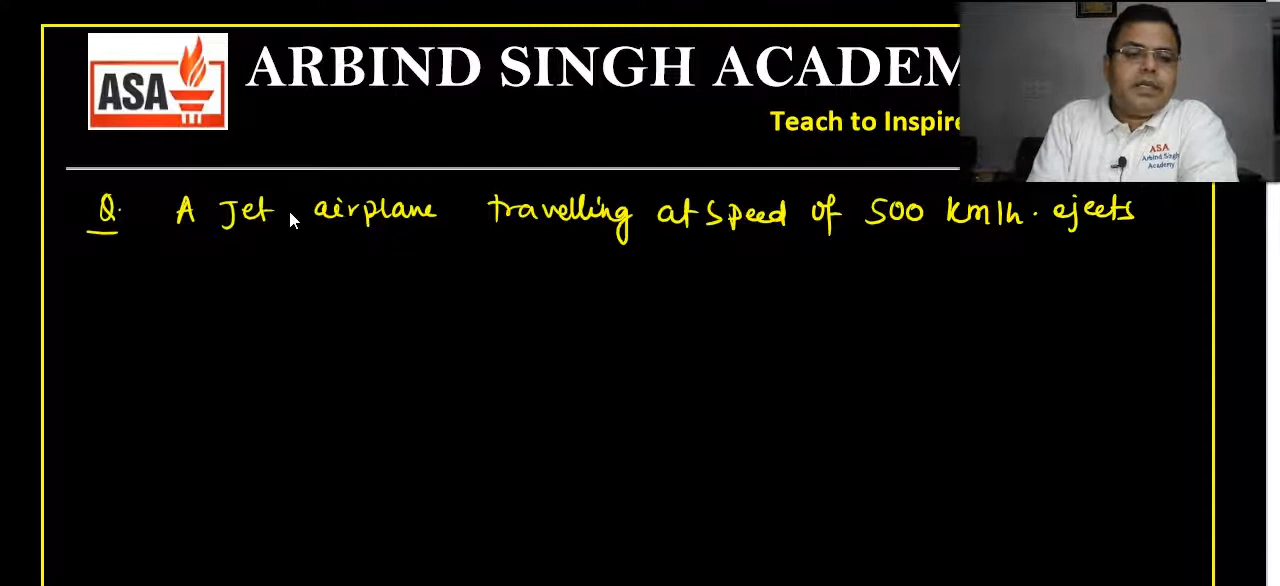 ASA
ARBIND SINGH ACADEM
Teach to Inspire
ASA
Arbind Singh
Academy
Q. A Jet airplane travelling at speed of 500 km/h. ejects